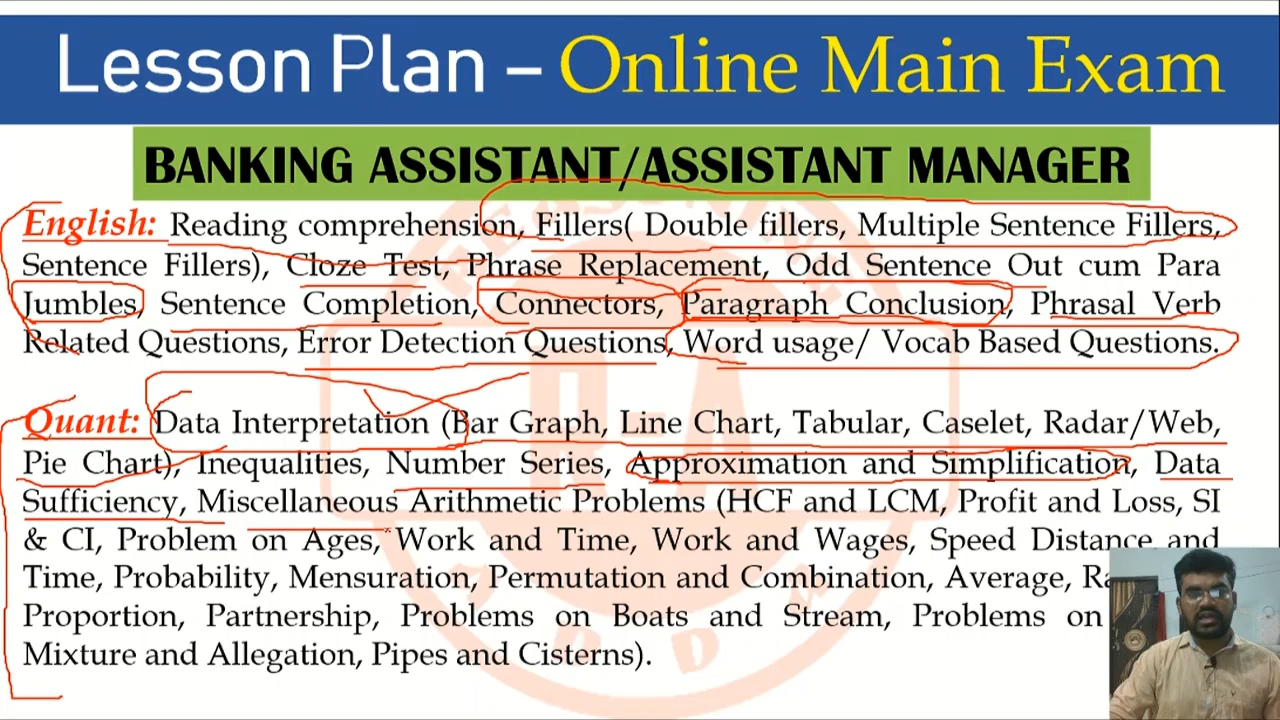 Lesson Plan – Online Main Exam
BANKING ASSISTANT/ASSISTANT MANAGER
English: Reading comprehension, Fillers( Double fillers, Multiple Sentence Fillers,
Sentence Fillers), Cloze Test, Phrase Replacement, Odd Sentence Out cum Para
Jumbles, Sentence Completion, Connectors, Paragraph Conclusion, Phrasal Verb
Related Questions, Error Detection Questions, Word usage/ Vocab Based Questions.
Quant: Data Interpretation (Bar Graph, Line Chart, Tabular, Caselet, Radar/Web,
Pie Chart), Inequalities, Number Series, Approximation and Simplification, Data
Sufficiency, Miscellaneous Arithmetic Problems (HCF and LCM, Profit and Loss, SI
& CI, Problem on Ages, Work and Time, Work and Wages, Speed Distance and
Time, Probability, Mensuration, Permutation and Combination, Average,
Proportion, Partnership, Problems on Boats and Stream, Problems on
Mixture and Allegation, Pipes and Cisterns).